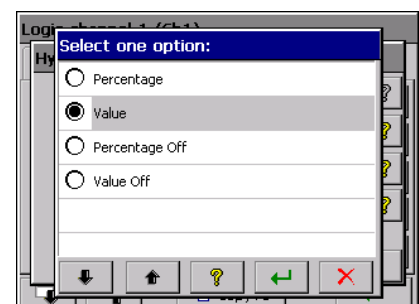 Logic channel 1 (Ch1)
Hy
Select one option:
Percentage
Value
Percentage Off
Value Off